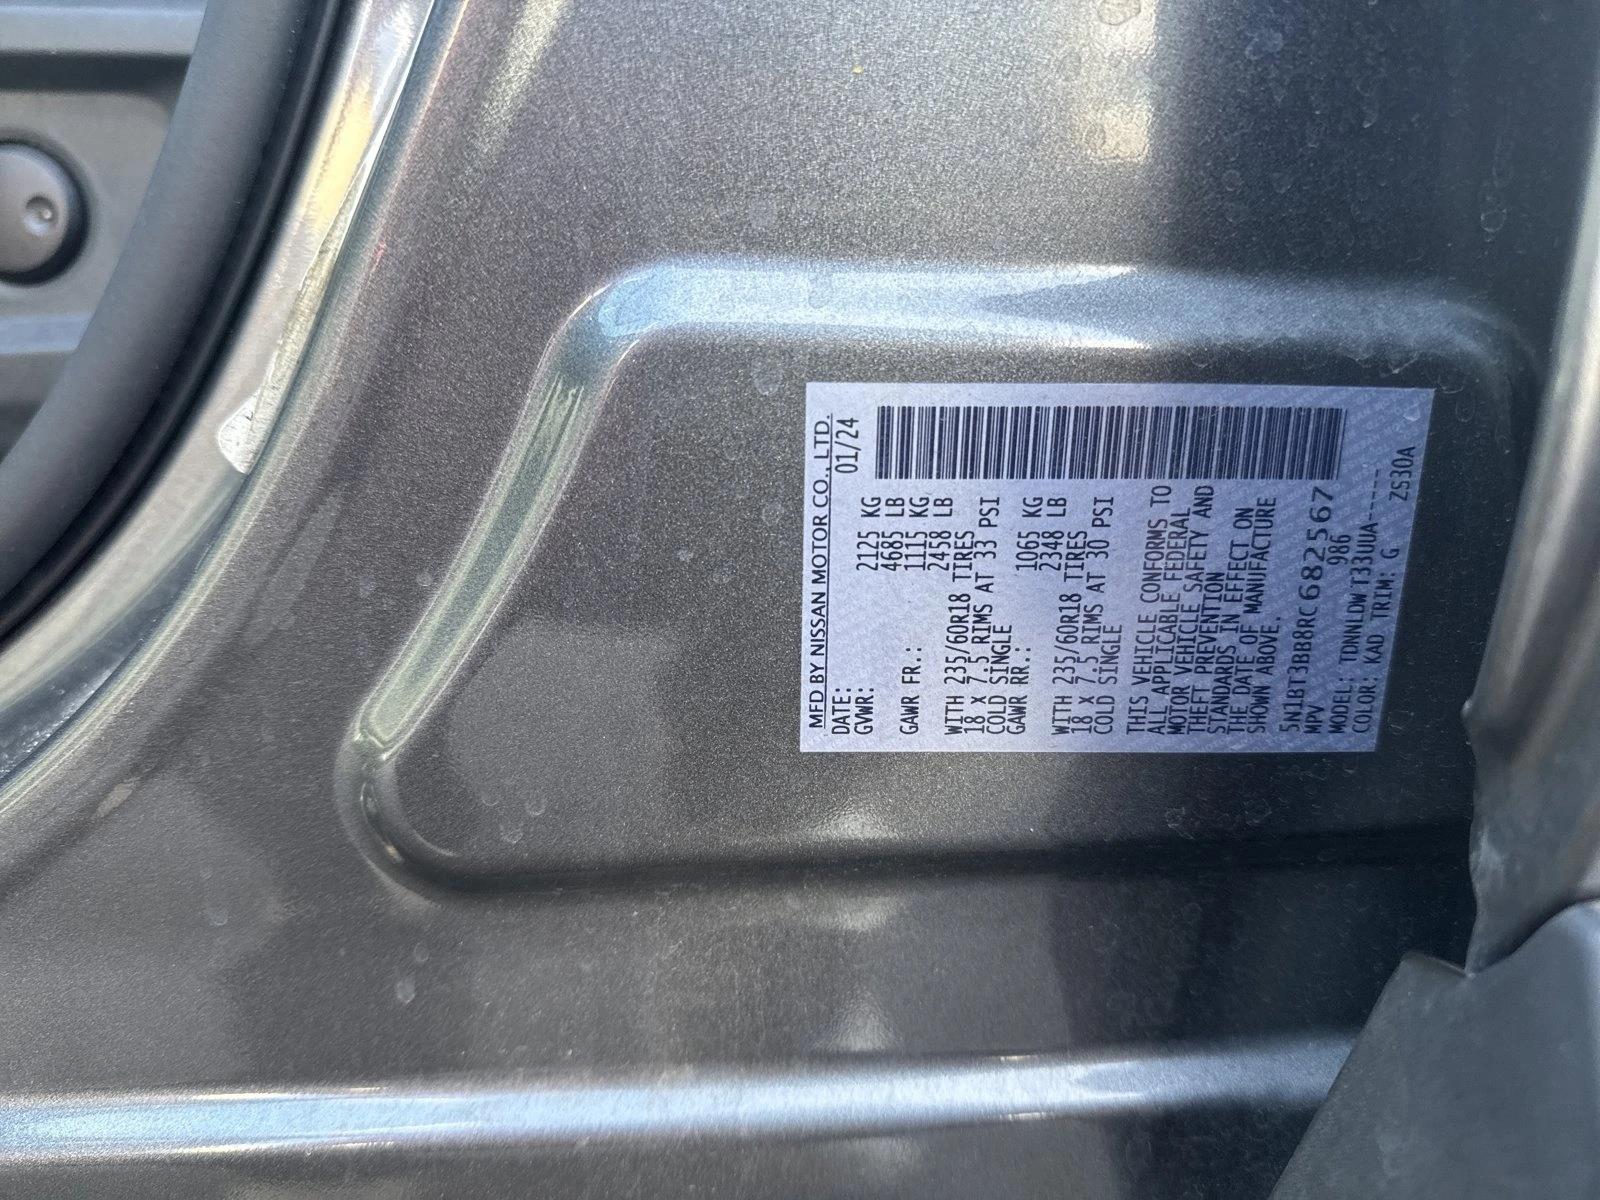 MFD BY NISSAN MOTOR CO., LTD.
DATE: 01/24
GVWR: 2125 KG
4685 LB
GAWR FR.: 1115 KG
2458 LB
WITH 235/60R18 TIRES
18 X 7.5 RIMS AT 33 PSI
COLD SINGLE
GAWR RR.: 1065 KG
2348 LB
WITH 235/60R18 TIRES
18 X 7.5 RIMS AT 30 PSI
COLD SINGLE
THIS VEHICLE CONFORMS TO
ALL APPLICABLE FEDERAL
MOTOR VEHICLE SAFETY AND
THEFT PREVENTION
STANDARDS IN EFFECT ON
THE DATE OF MANUFACTURE
SHOWN ABOVE.
5N1BT3BB8RC682567
MPV 986
MODEL: TDNNLDW T33UUA-----
COLOR: KAD TRIM: G ZS30A